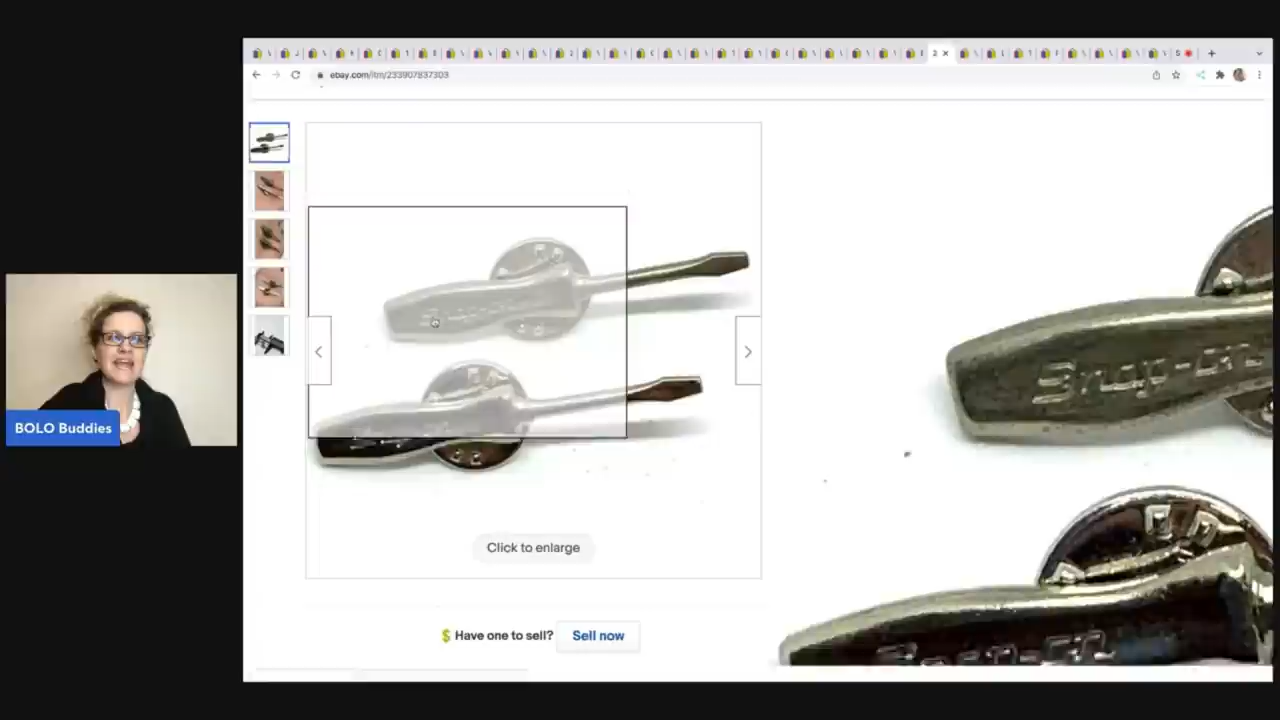 ebay.com/itm/233907837303
Snap-on
Click to enlarge
$ Have one to sell? Sell now
BOLO Buddies